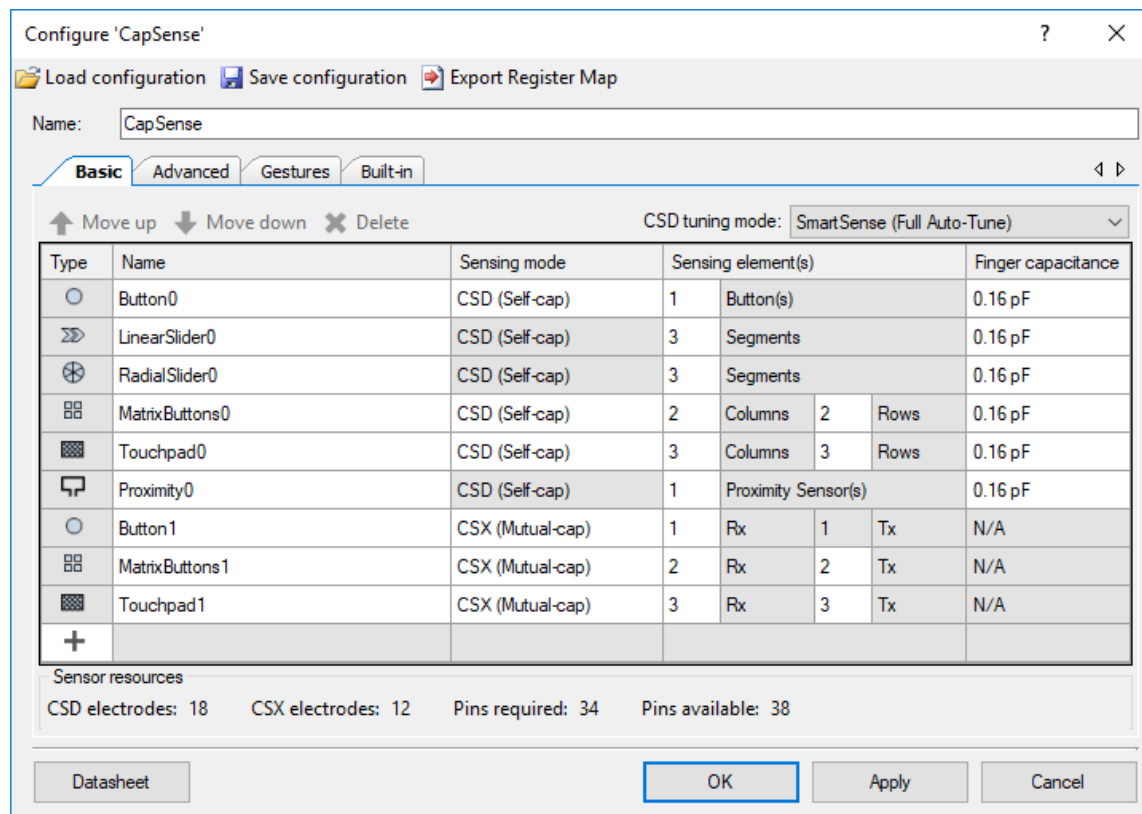 Configure 'CapSense' ?
Load configuration Save configuration Export Register Map
Name: CapSense
Basic Advanced Gestures Built-in
Move up Move down Delete CSD tuning mode: SmartSense (Full Auto-Tune)
Type Name Sensing mode Sensing element(s) Finger capacitance
Button0 CSD (Self-cap) 1 Button(s) 0.16 pF
LinearSlider0 CSD (Self-cap) 3 Segments 0.16 pF
RadialSlider0 CSD (Self-cap) 3 Segments 0.16 pF
MatrixButtons0 CSD (Self-cap) 2 Columns 2 Rows 0.16 pF
Touchpad0 CSD (Self-cap) 3 Columns 3 Rows 0.16 pF
Proximity0 CSD (Self-cap) 1 Proximity Sensor(s) 0.16 pF
Button1 CSX (Mutual-cap) 1 Rx 1 Tx N/A
MatrixButtons1 CSX (Mutual-cap) 2 Rx 2 Tx N/A
Touchpad1 CSX (Mutual-cap) 3 Rx 3 Tx N/A
Sensor resources
CSD electrodes: 18 CSX electrodes: 12 Pins required: 34 Pins available: 38
Datasheet OK Apply Cancel